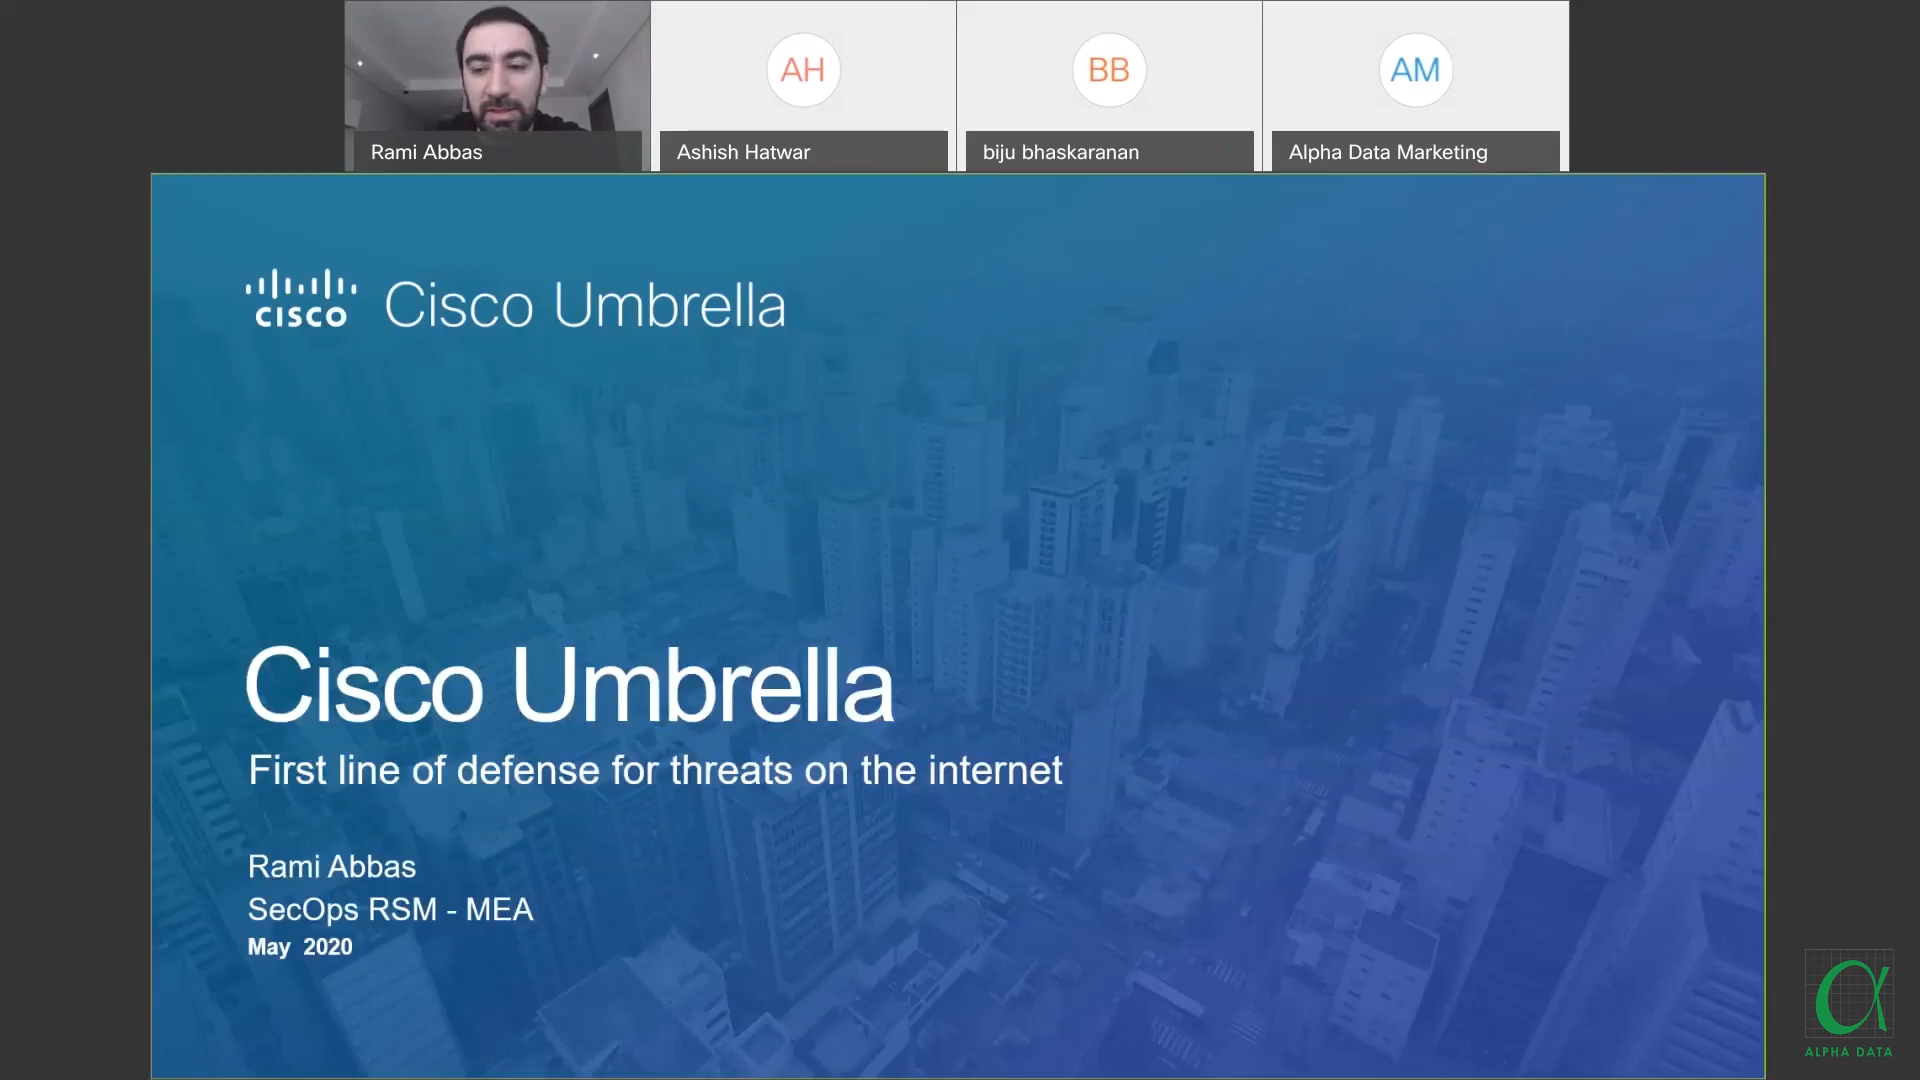 AH
BB
AM
Rami Abbas
Ashish Hatwar
biju bhaskaranan
Alpha Data Marketing
CISCO Cisco Umbrella
Cisco Umbrella
First line of defense for threats on the internet
Rami Abbas
SecOps RSM - MEA
May 2020
ALPHA DATA